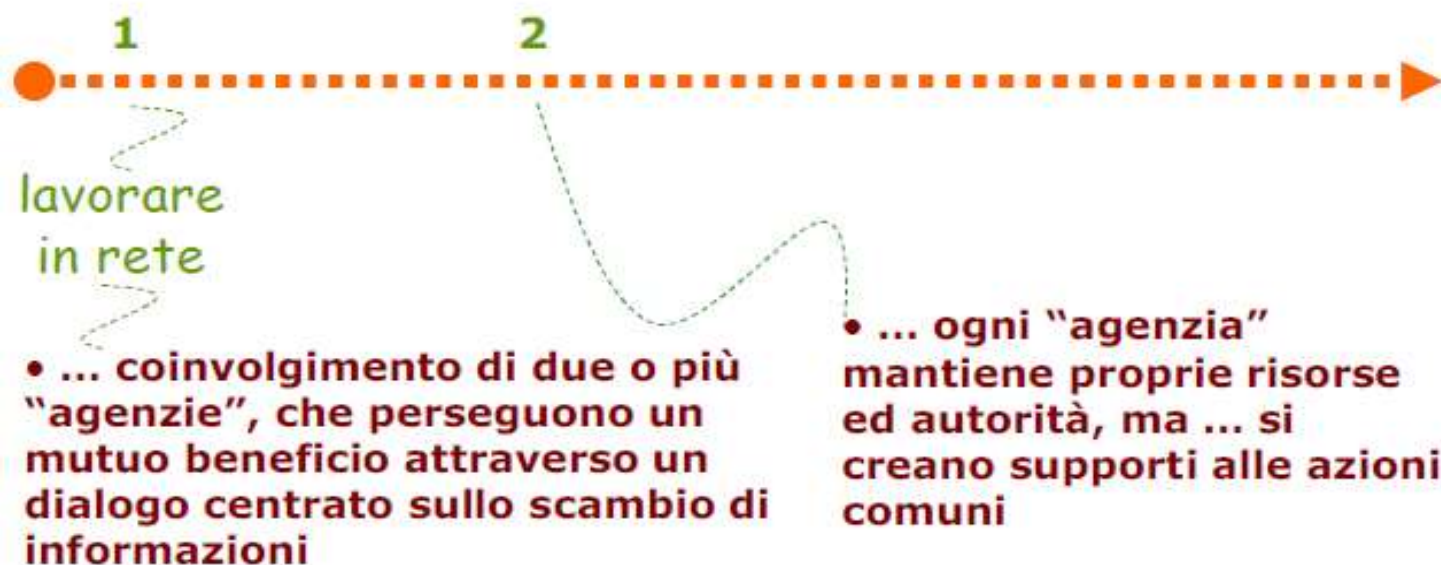 1
2
lavorare
in rete
• ... coinvolgimento di due o più
“agenzie”, che perseguono un
mutuo beneficio attraverso un
dialogo centrato sullo scambio di
informazioni
• ... ogni “agenzia”
mantiene proprie risorse
ed autorità, ma ... si
creano supporti alle azioni
comuni